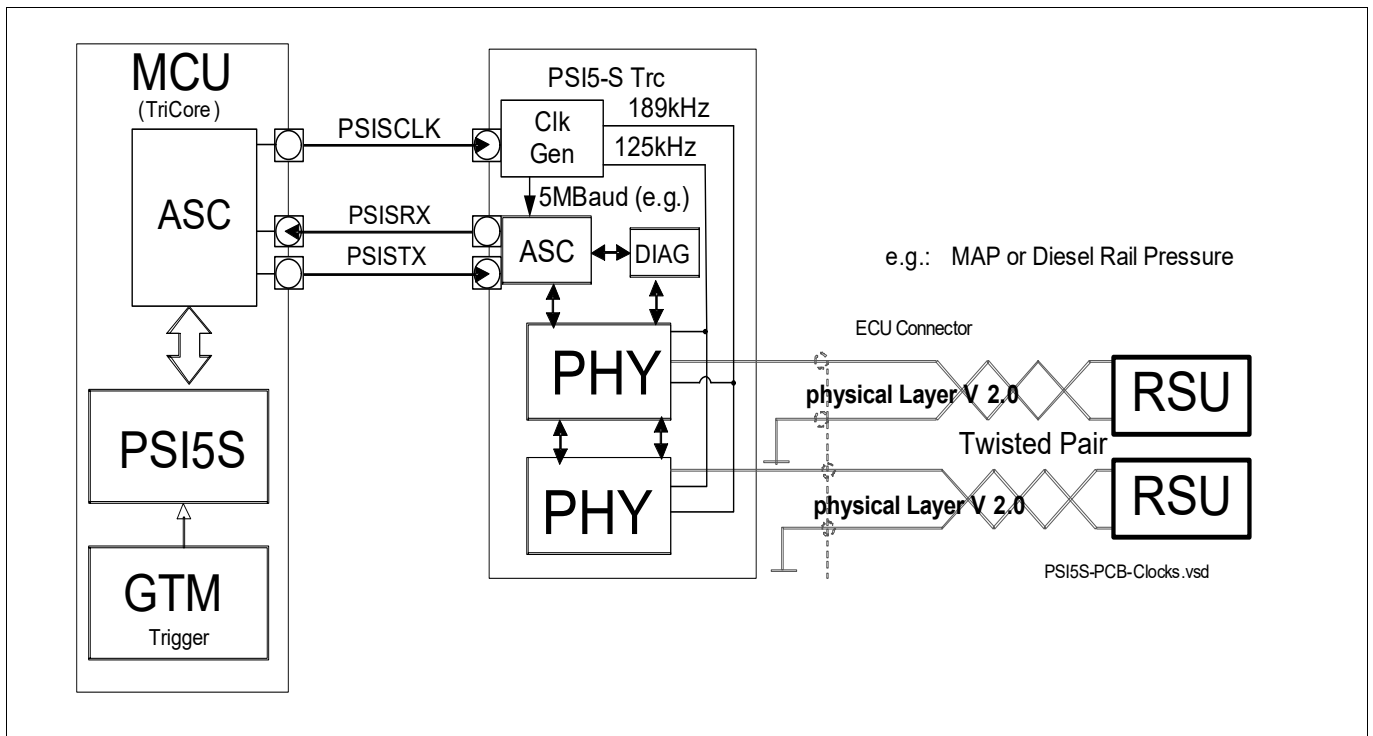 MCU
(TriCore)
ASC
PSI5S
GTM
Trigger
PSISCLK
PSISRX
PSISTX
PSI5-S Trc
Clk
Gen
189kHz
125kHz
5MBaud (e.g.)
ASC
DIAG
PHY
PHY
e.g.: MAP or Diesel Rail Pressure
ECU Connector
physical Layer V 2.0
RSU
Twisted Pair
physical Layer V 2.0
RSU
PSI5S-PCB-Clocks.vsd